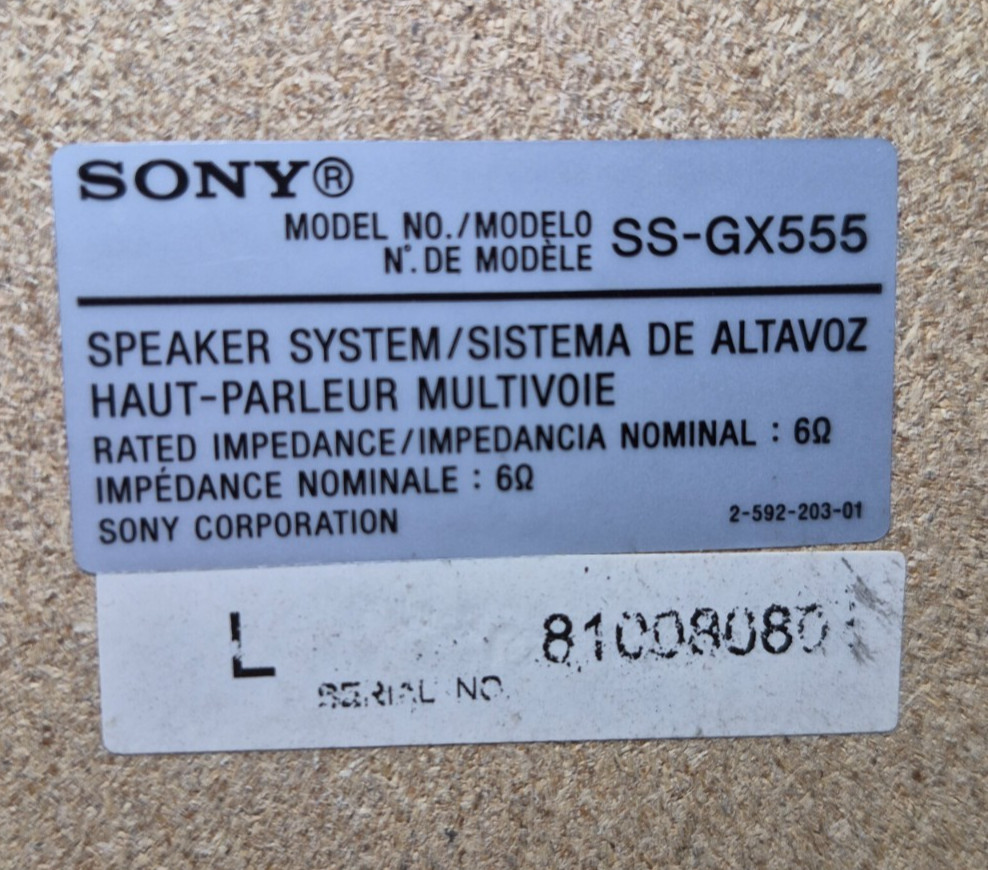 SONY®
MODEL NO./MODELO
N°. DE MODÈLE
SS-GX555
SPEAKER SYSTEM/SISTEMA DE ALTAVOZ
HAUT-PARLEUR MULTIVOIE
RATED IMPEDANCE/IMPEDANCIA NOMINAL : 6Ω
IMPÉDANCE NOMINALE : 6Ω
SONY CORPORATION
2-592-203-01
L
SERIAL NO.